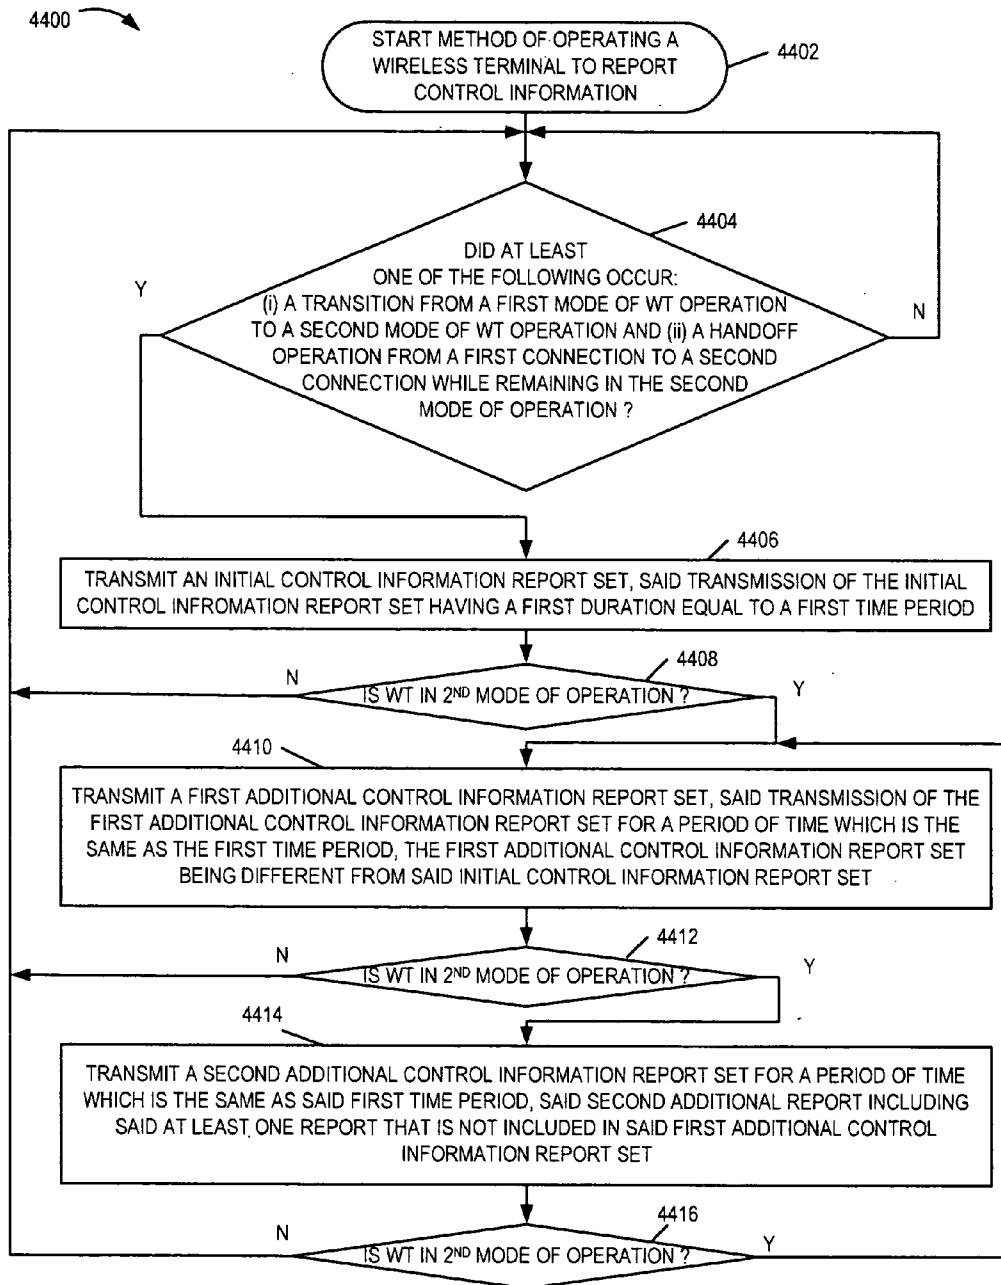 4400
START METHOD OF OPERATING A
WIRELESS TERMINAL TO REPORT
CONTROL INFORMATION
4402
4404
DID AT LEAST
ONE OF THE FOLLOWING OCCUR:
(i) A TRANSITION FROM A FIRST MODE OF WT OPERATION
TO A SECOND MODE OF WT OPERATION AND (ii) A HANDOFF
OPERATION FROM A FIRST CONNECTION TO A SECOND
CONNECTION WHILE REMAINING IN THE SECOND
MODE OF OPERATION ?
Y
N
4406
TRANSMIT AN INITIAL CONTROL INFORMATION REPORT SET, SAID TRANSMISSION OF THE INITIAL
CONTROL INFROMATION REPORT SET HAVING A FIRST DURATION EQUAL TO A FIRST TIME PERIOD
4408
N
IS WT IN 2ND MODE OF OPERATION ?
Y
4410
TRANSMIT A FIRST ADDITIONAL CONTROL INFORMATION REPORT SET, SAID TRANSMISSION OF THE
FIRST ADDITIONAL CONTROL INFORMATION REPORT SET FOR A PERIOD OF TIME WHICH IS THE
SAME AS THE FIRST TIME PERIOD, THE FIRST ADDITIONAL CONTROL INFORMATION REPORT SET
BEING DIFFERENT FROM SAID INITIAL CONTROL INFORMATION REPORT SET
4412
N
IS WT IN 2ND MODE OF OPERATION ?
Y
4414
TRANSMIT A SECOND ADDITIONAL CONTROL INFORMATION REPORT SET FOR A PERIOD OF TIME
WHICH IS THE SAME AS SAID FIRST TIME PERIOD, SAID SECOND ADDITIONAL REPORT INCLUDING
SAID AT LEAST ONE REPORT THAT IS NOT INCLUDED IN SAID FIRST ADDITIONAL CONTROL
INFORMATION REPORT SET
4416
N
IS WT IN 2ND MODE OF OPERATION ?
Y